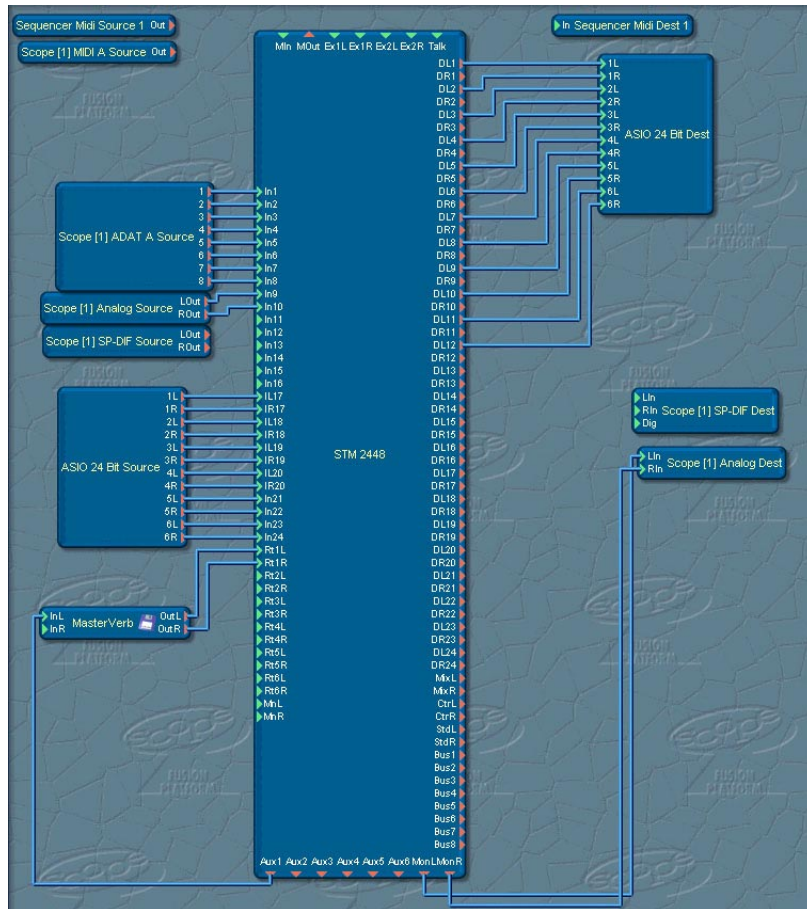 Sequencer Midi Source 1 Out
Scope [1] MIDI A Source Out
In Sequencer Midi Dest 1
MIn MOut Ex1L Ex1R Ex2L Ex2R Talk
DL1
DR1
DL2
DR2
DL3
DR3
DL4
DR4
DL5
DR5
DL6
DR6
DL7
DR7
DL8
DR8
DL9
DR9
DL10
DR10
DL11
DR11
DL12
DR12
DL13
DR13
DL14
DR14
DL15
DR15
DL16
DR16
DL17
DR17
DL18
DR18
DL19
DR19
DL20
DR20
DL21
DR21
DL22
DR22
DL23
DR23
DL24
DR24
MixL
MixR
CtrL
CtrR
StdL
StdR
Bus1
Bus2
Bus3
Bus4
Bus5
Bus6
Bus7
Bus8
1L
1R
2L
2R
3L
3R
4L
4R
5L
5R
6L
6R
ASIO 24 Bit Dest
1
2
3
4
5
6
7
8
Scope [1] ADAT A Source
LOut
Scope [1] Analog Source ROut
LOut
Scope [1] SP-DIF Source ROut
1L
1R
2L
2R
3L
3R
4L
4R
5L
5R
6L
6R
ASIO 24 Bit Source
In1
In2
In3
In4
In5
In6
In7
In8
In9
In10
In11
In12
In13
In14
In15
In16
IL17
IR17
IL18
IR18
IL19
IR19
IL20
IR20
In21
In22
In23
In24
Rt1L
Rt1R
Rt2L
Rt2R
Rt3L
Rt3R
Rt4L
Rt4R
Rt5L
Rt5R
Rt6L
Rt6R
MnL
MnR
STM 2448
InL OutL
InR MasterVerb OutR
LIn
RIn Scope [1] SP-DIF Dest
Dig
LIn
RIn Scope [1] Analog Dest
Aux1 Aux2 Aux3 Aux4 Aux5 Aux6 MonL MonR
scope
FUSION
PLATFORM